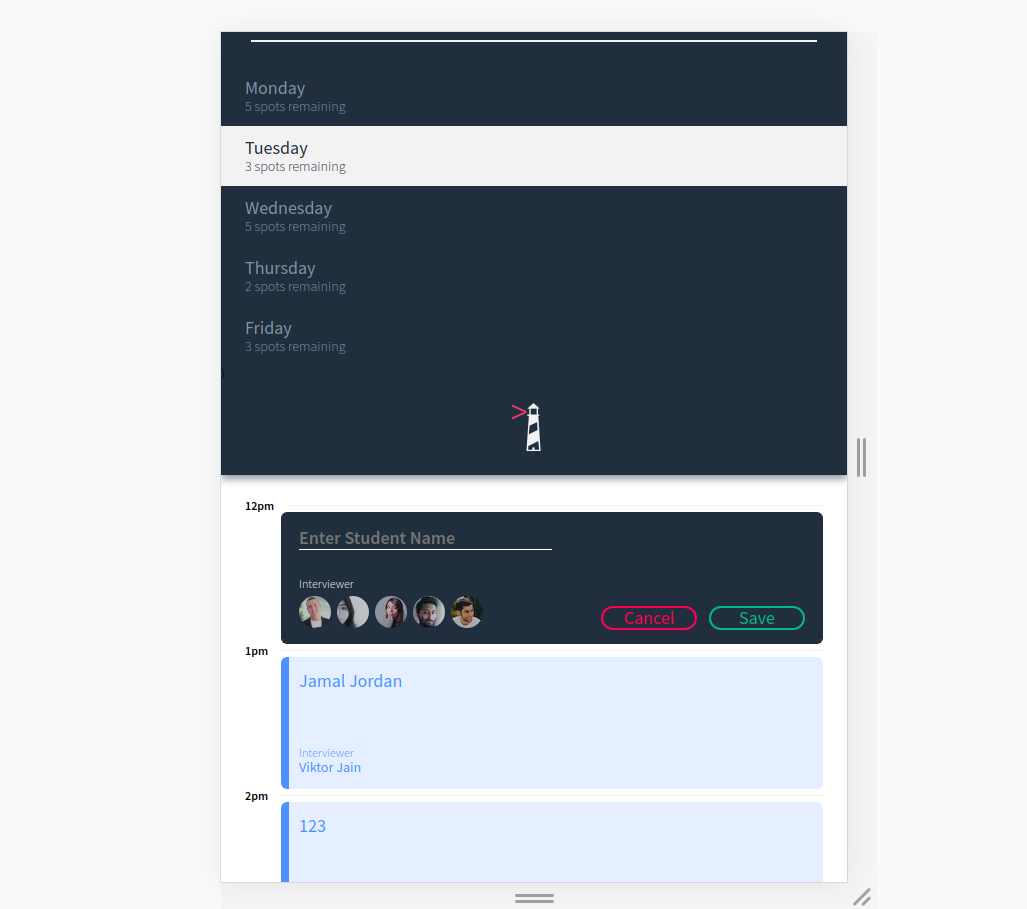 Monday
5 spots remaining
Tuesday
3 spots remaining
Wednesday
5 spots remaining
Thursday
2 spots remaining
Friday
3 spots remaining
12pm
Enter Student Name
Interviewer
Cancel Save
1pm
Jamal Jordan
Interviewer
Viktor Jain
2pm
123